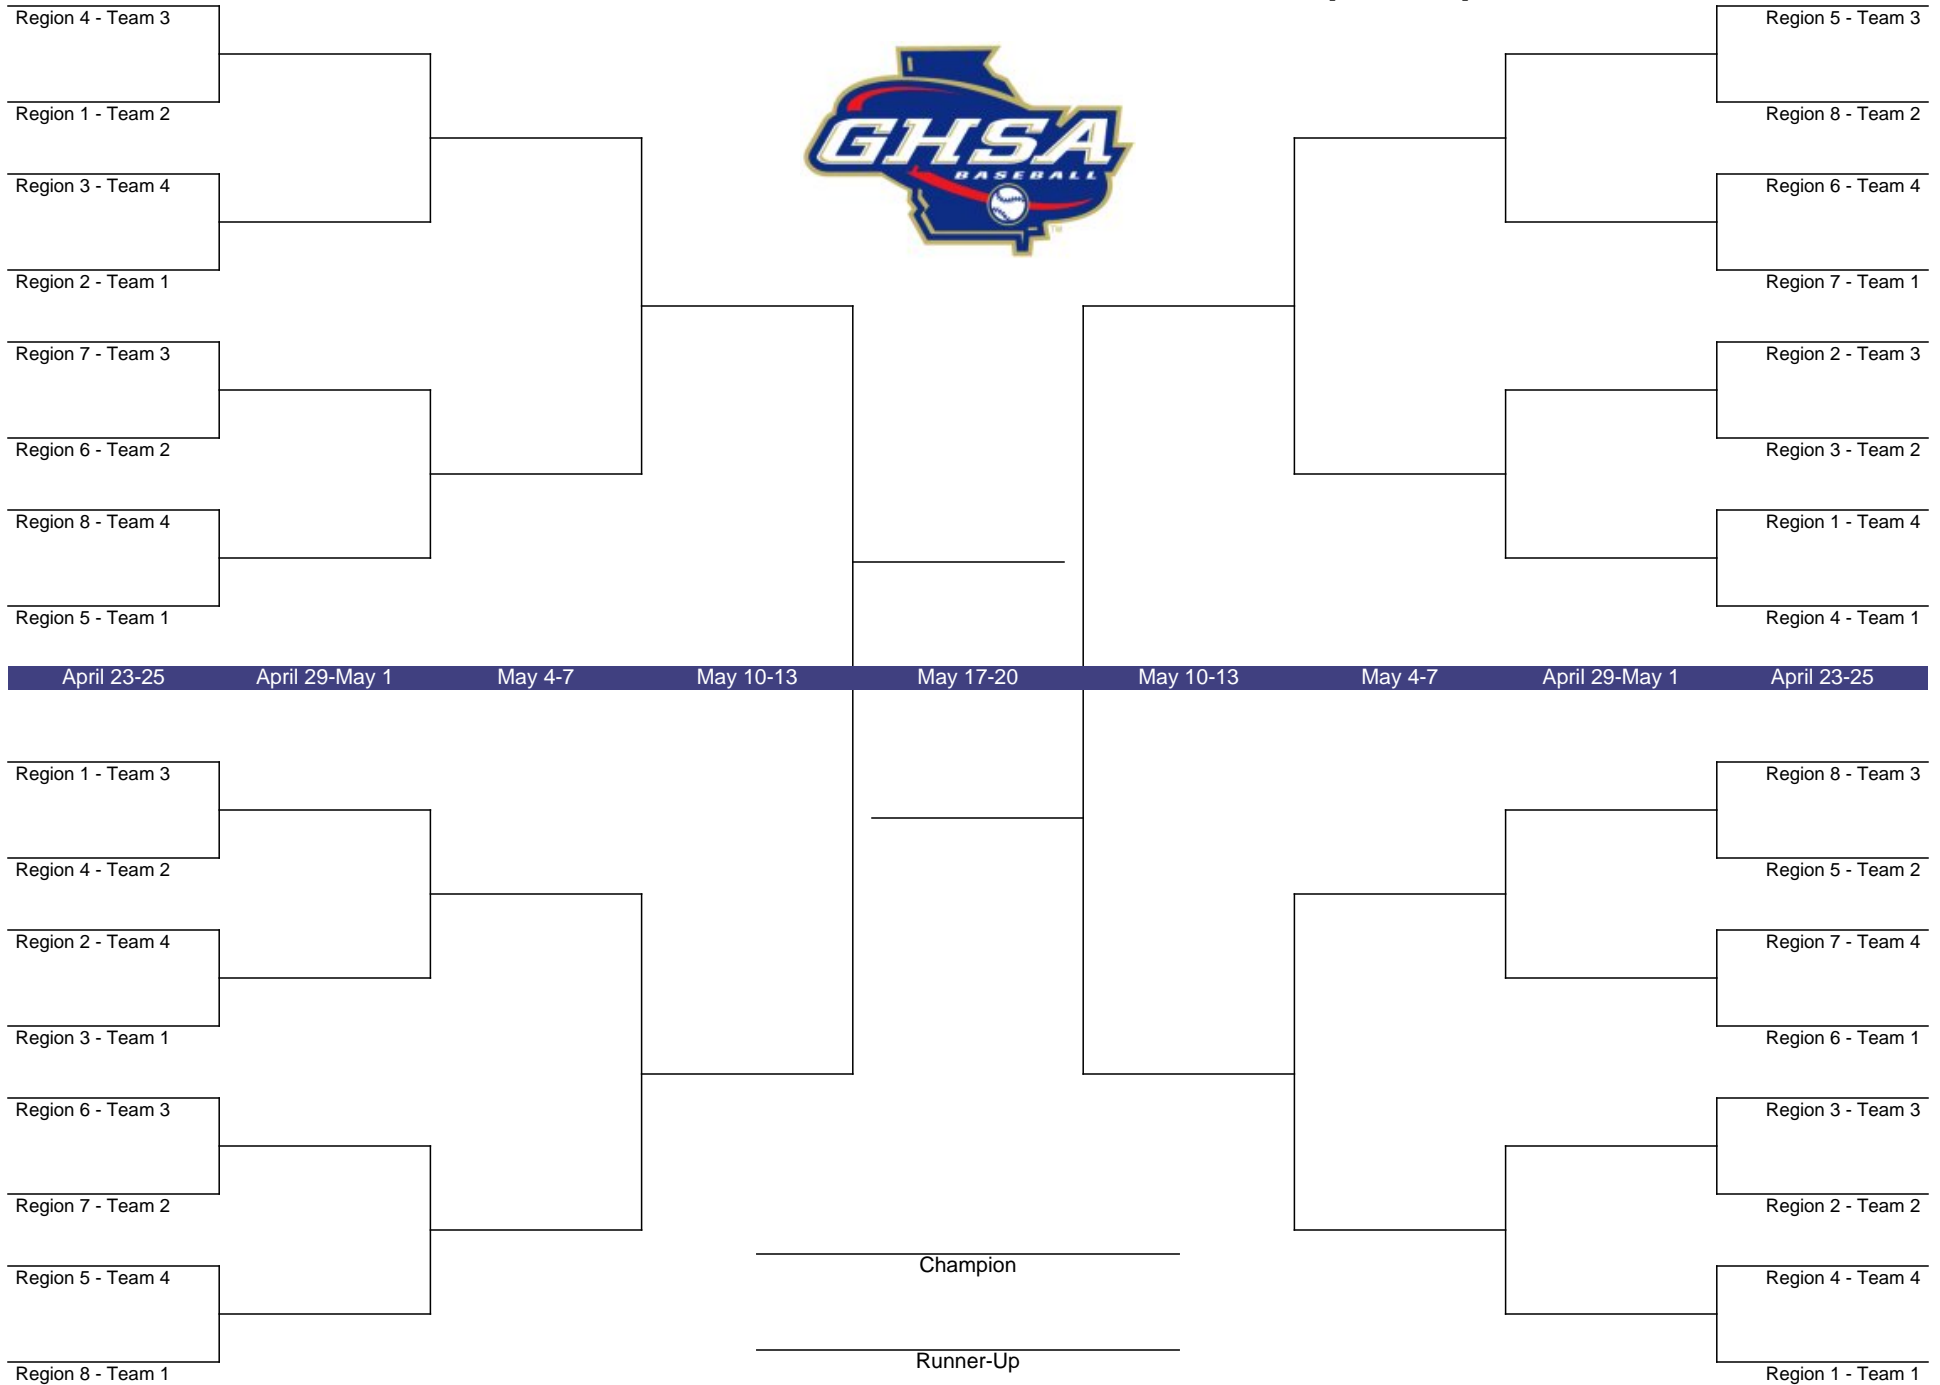 Region 4 - Team 3
Region 1 - Team 2
Region 3 - Team 4
Region 2 - Team 1
Region 7 - Team 3
Region 6 - Team 2
Region 8 - Team 4
Region 5 - Team 1
GHSA
BASEBALL
TM
Region 5 - Team 3
Region 8 - Team 2
Region 6 - Team 4
Region 7 - Team 1
Region 2 - Team 3
Region 3 - Team 2
Region 1 - Team 4
Region 4 - Team 1
April 23-25 April 29-May 1 May 4-7 May 10-13 May 17-20 May 10-13 May 4-7 April 29-May 1 April 23-25
Region 1 - Team 3
Region 4 - Team 2
Region 2 - Team 4
Region 3 - Team 1
Region 6 - Team 3
Region 7 - Team 2
Region 5 - Team 4
Region 8 - Team 1
Champion
Runner-Up
Region 8 - Team 3
Region 5 - Team 2
Region 7 - Team 4
Region 6 - Team 1
Region 3 - Team 3
Region 2 - Team 2
Region 4 - Team 4
Region 1 - Team 1